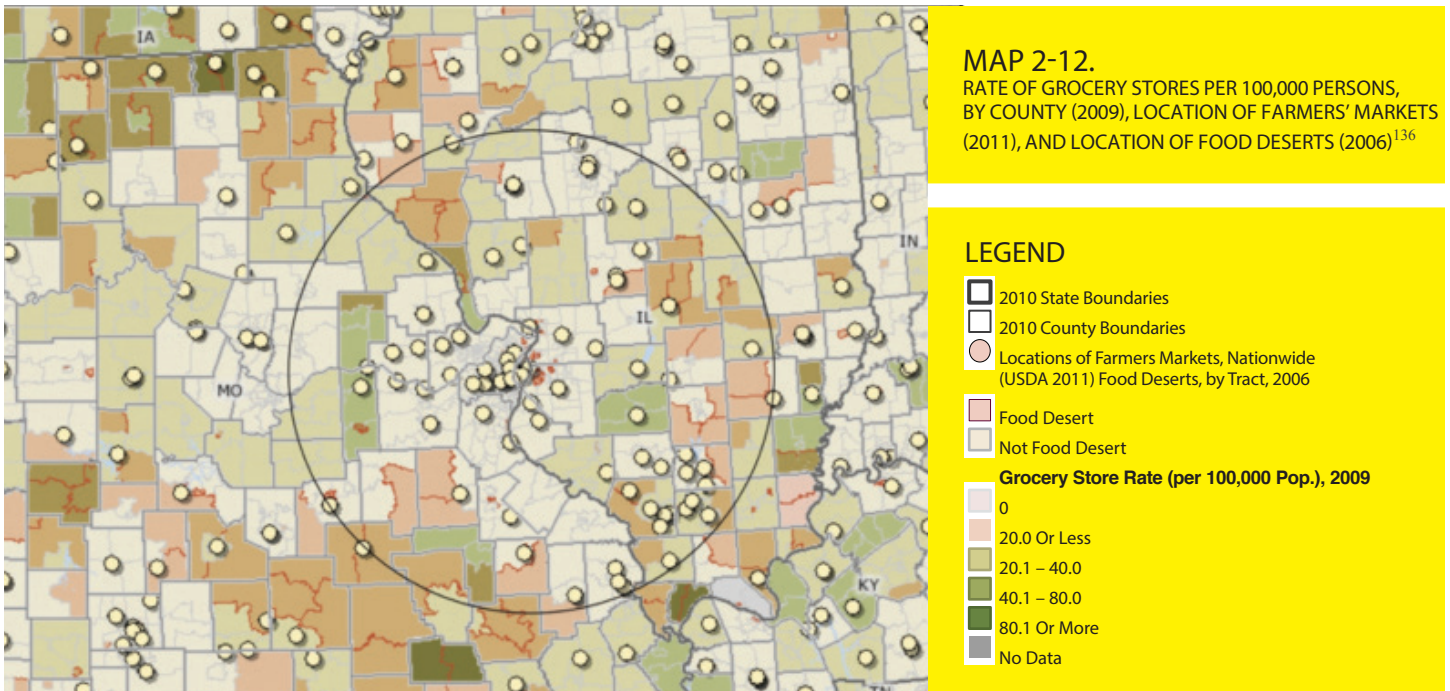 IA
IN
IL
MO
KY
TN
MAP 2-12.
RATE OF GROCERY STORES PER 100,000 PERSONS,
BY COUNTY (2009), LOCATION OF FARMERS’ MARKETS
(2011), AND LOCATION OF FOOD DESERTS (2006)136
LEGEND
2010 State Boundaries
2010 County Boundaries
Locations of Farmers Markets, Nationwide
(USDA 2011) Food Deserts, by Tract, 2006
Food Desert
Not Food Desert
Grocery Store Rate (per 100,000 Pop.), 2009
0
20.0 Or Less
20.1 – 40.0
40.1 – 80.0
80.1 Or More
No Data